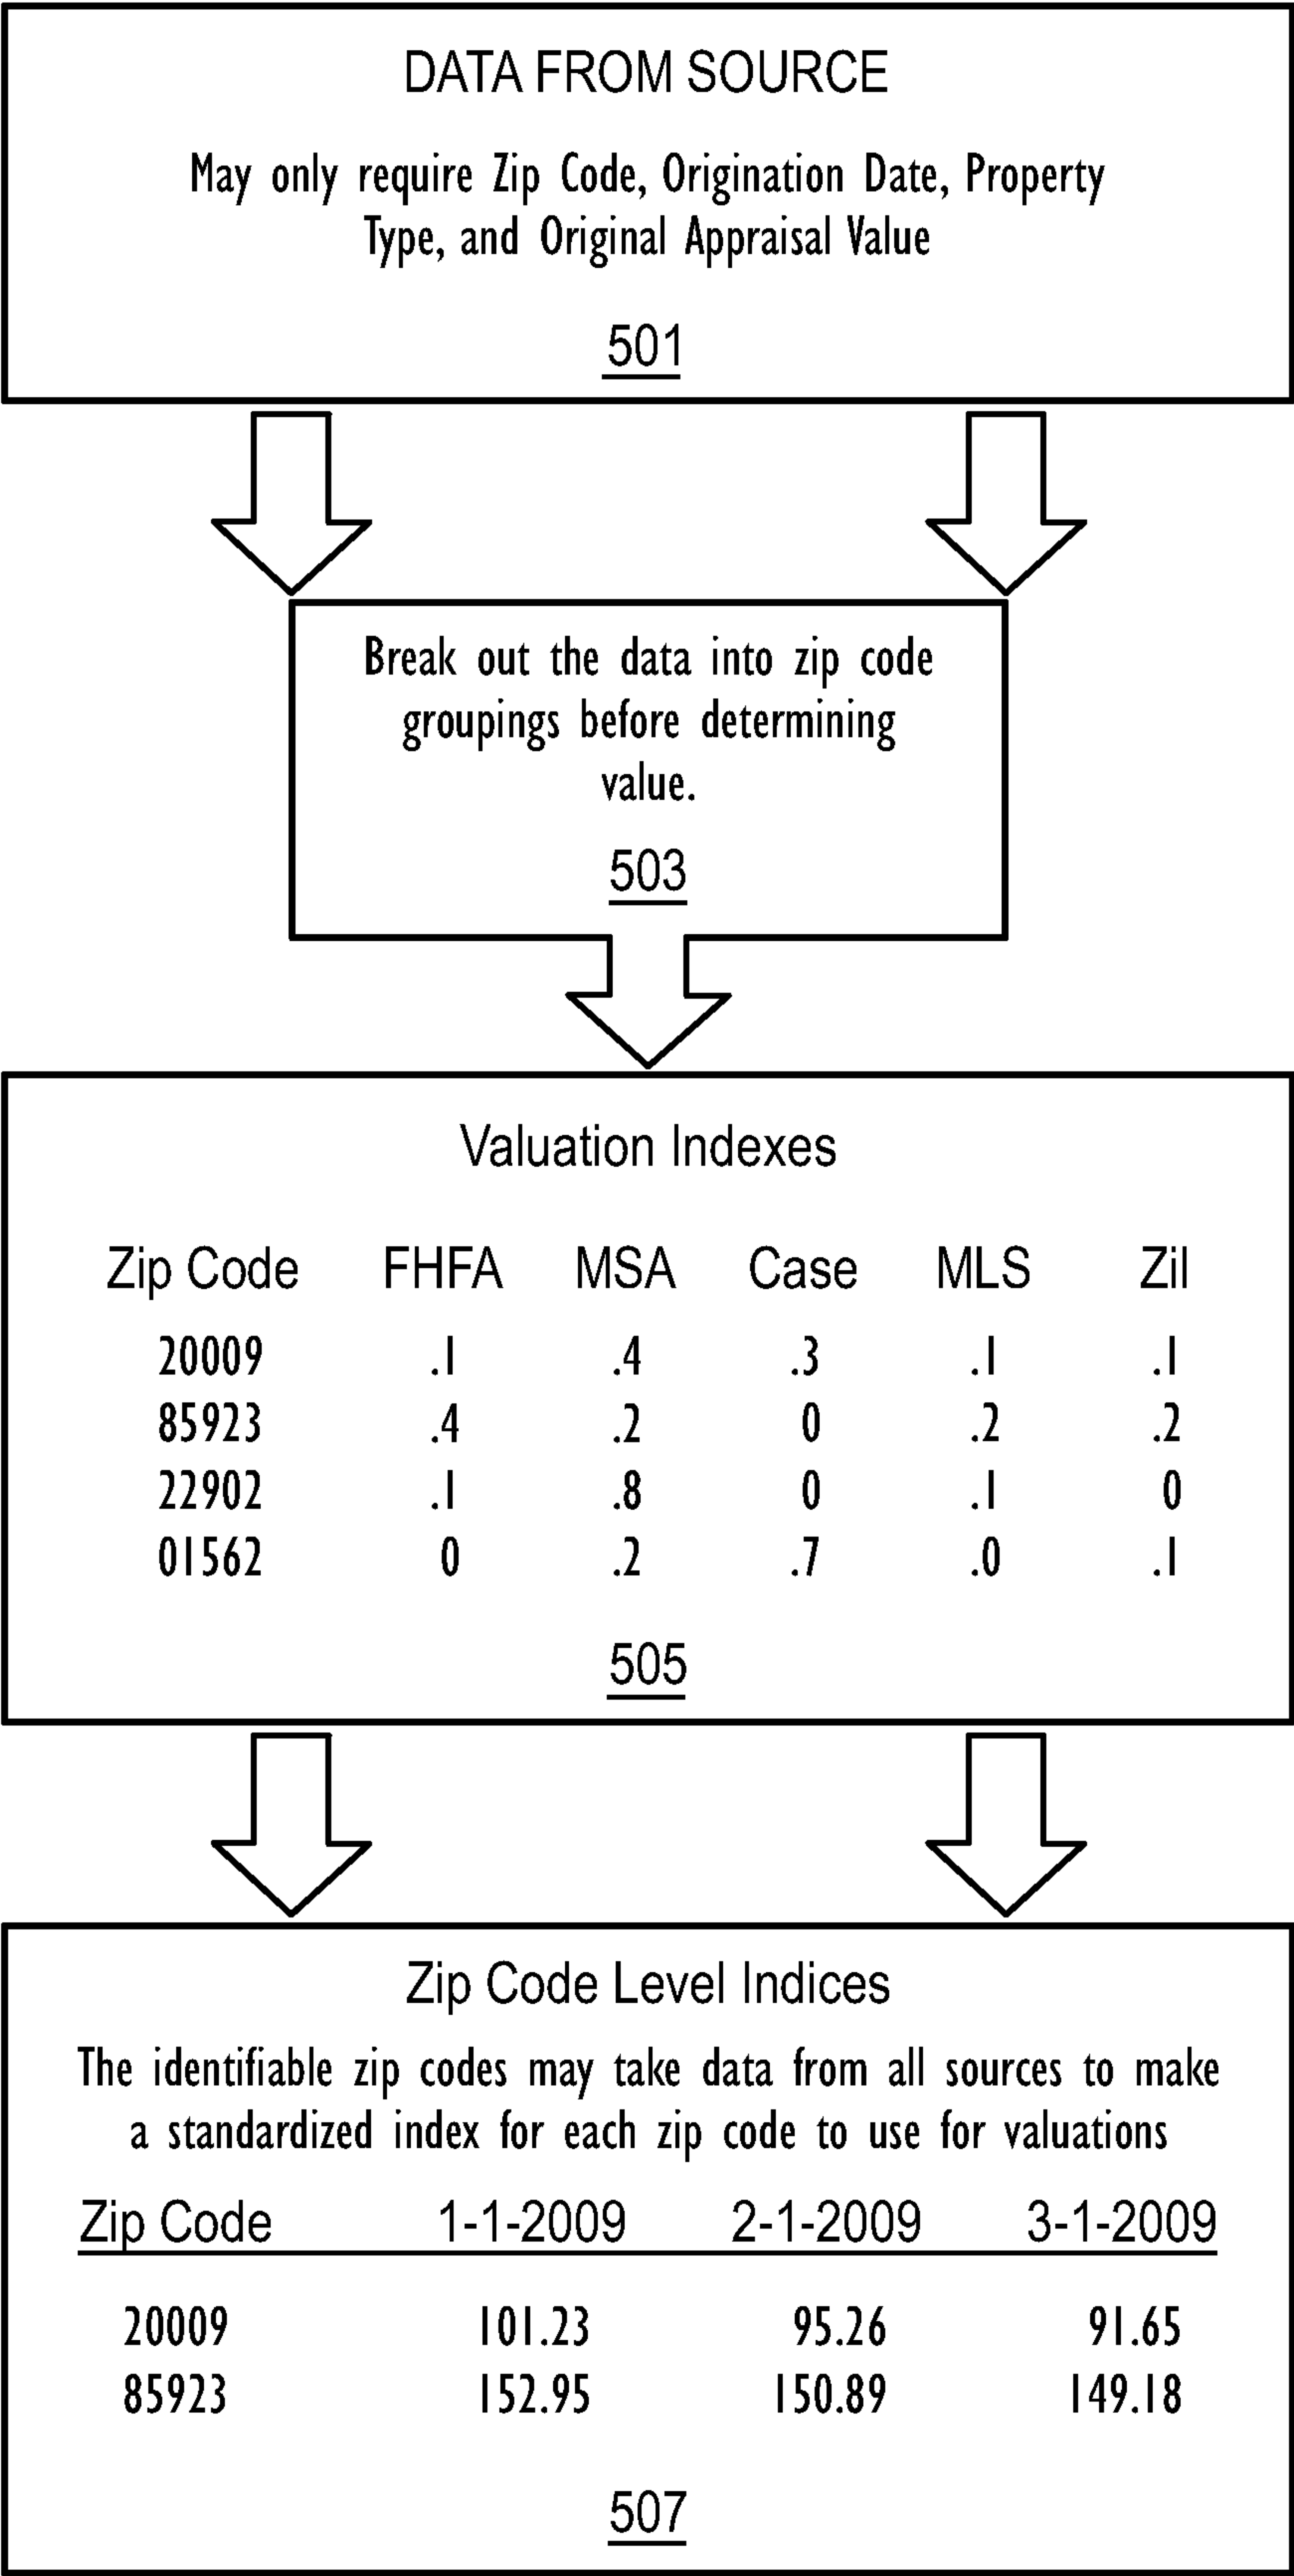 DATA FROM SOURCE
May only require Zip Code, Origination Date, Property
Type, and Original Appraisal Value
501
Break out the data into zip code
groupings before determining
value.
503
Valuation Indexes
Zip Code FHFA MSA Case MLS Zil
20009 .1 .4 .3 .1 .1
85923 .4 .2 0 .2 .2
22902 .1 .8 0 .1 0
01562 0 .2 .7 .0 .1
505
Zip Code Level Indices
The identifiable zip codes may take data from all sources to make
a standardized index for each zip code to use for valuations
Zip Code 1-1-2009 2-1-2009 3-1-2009
20009 101.23 95.26 91.65
85923 152.95 150.89 149.18
507